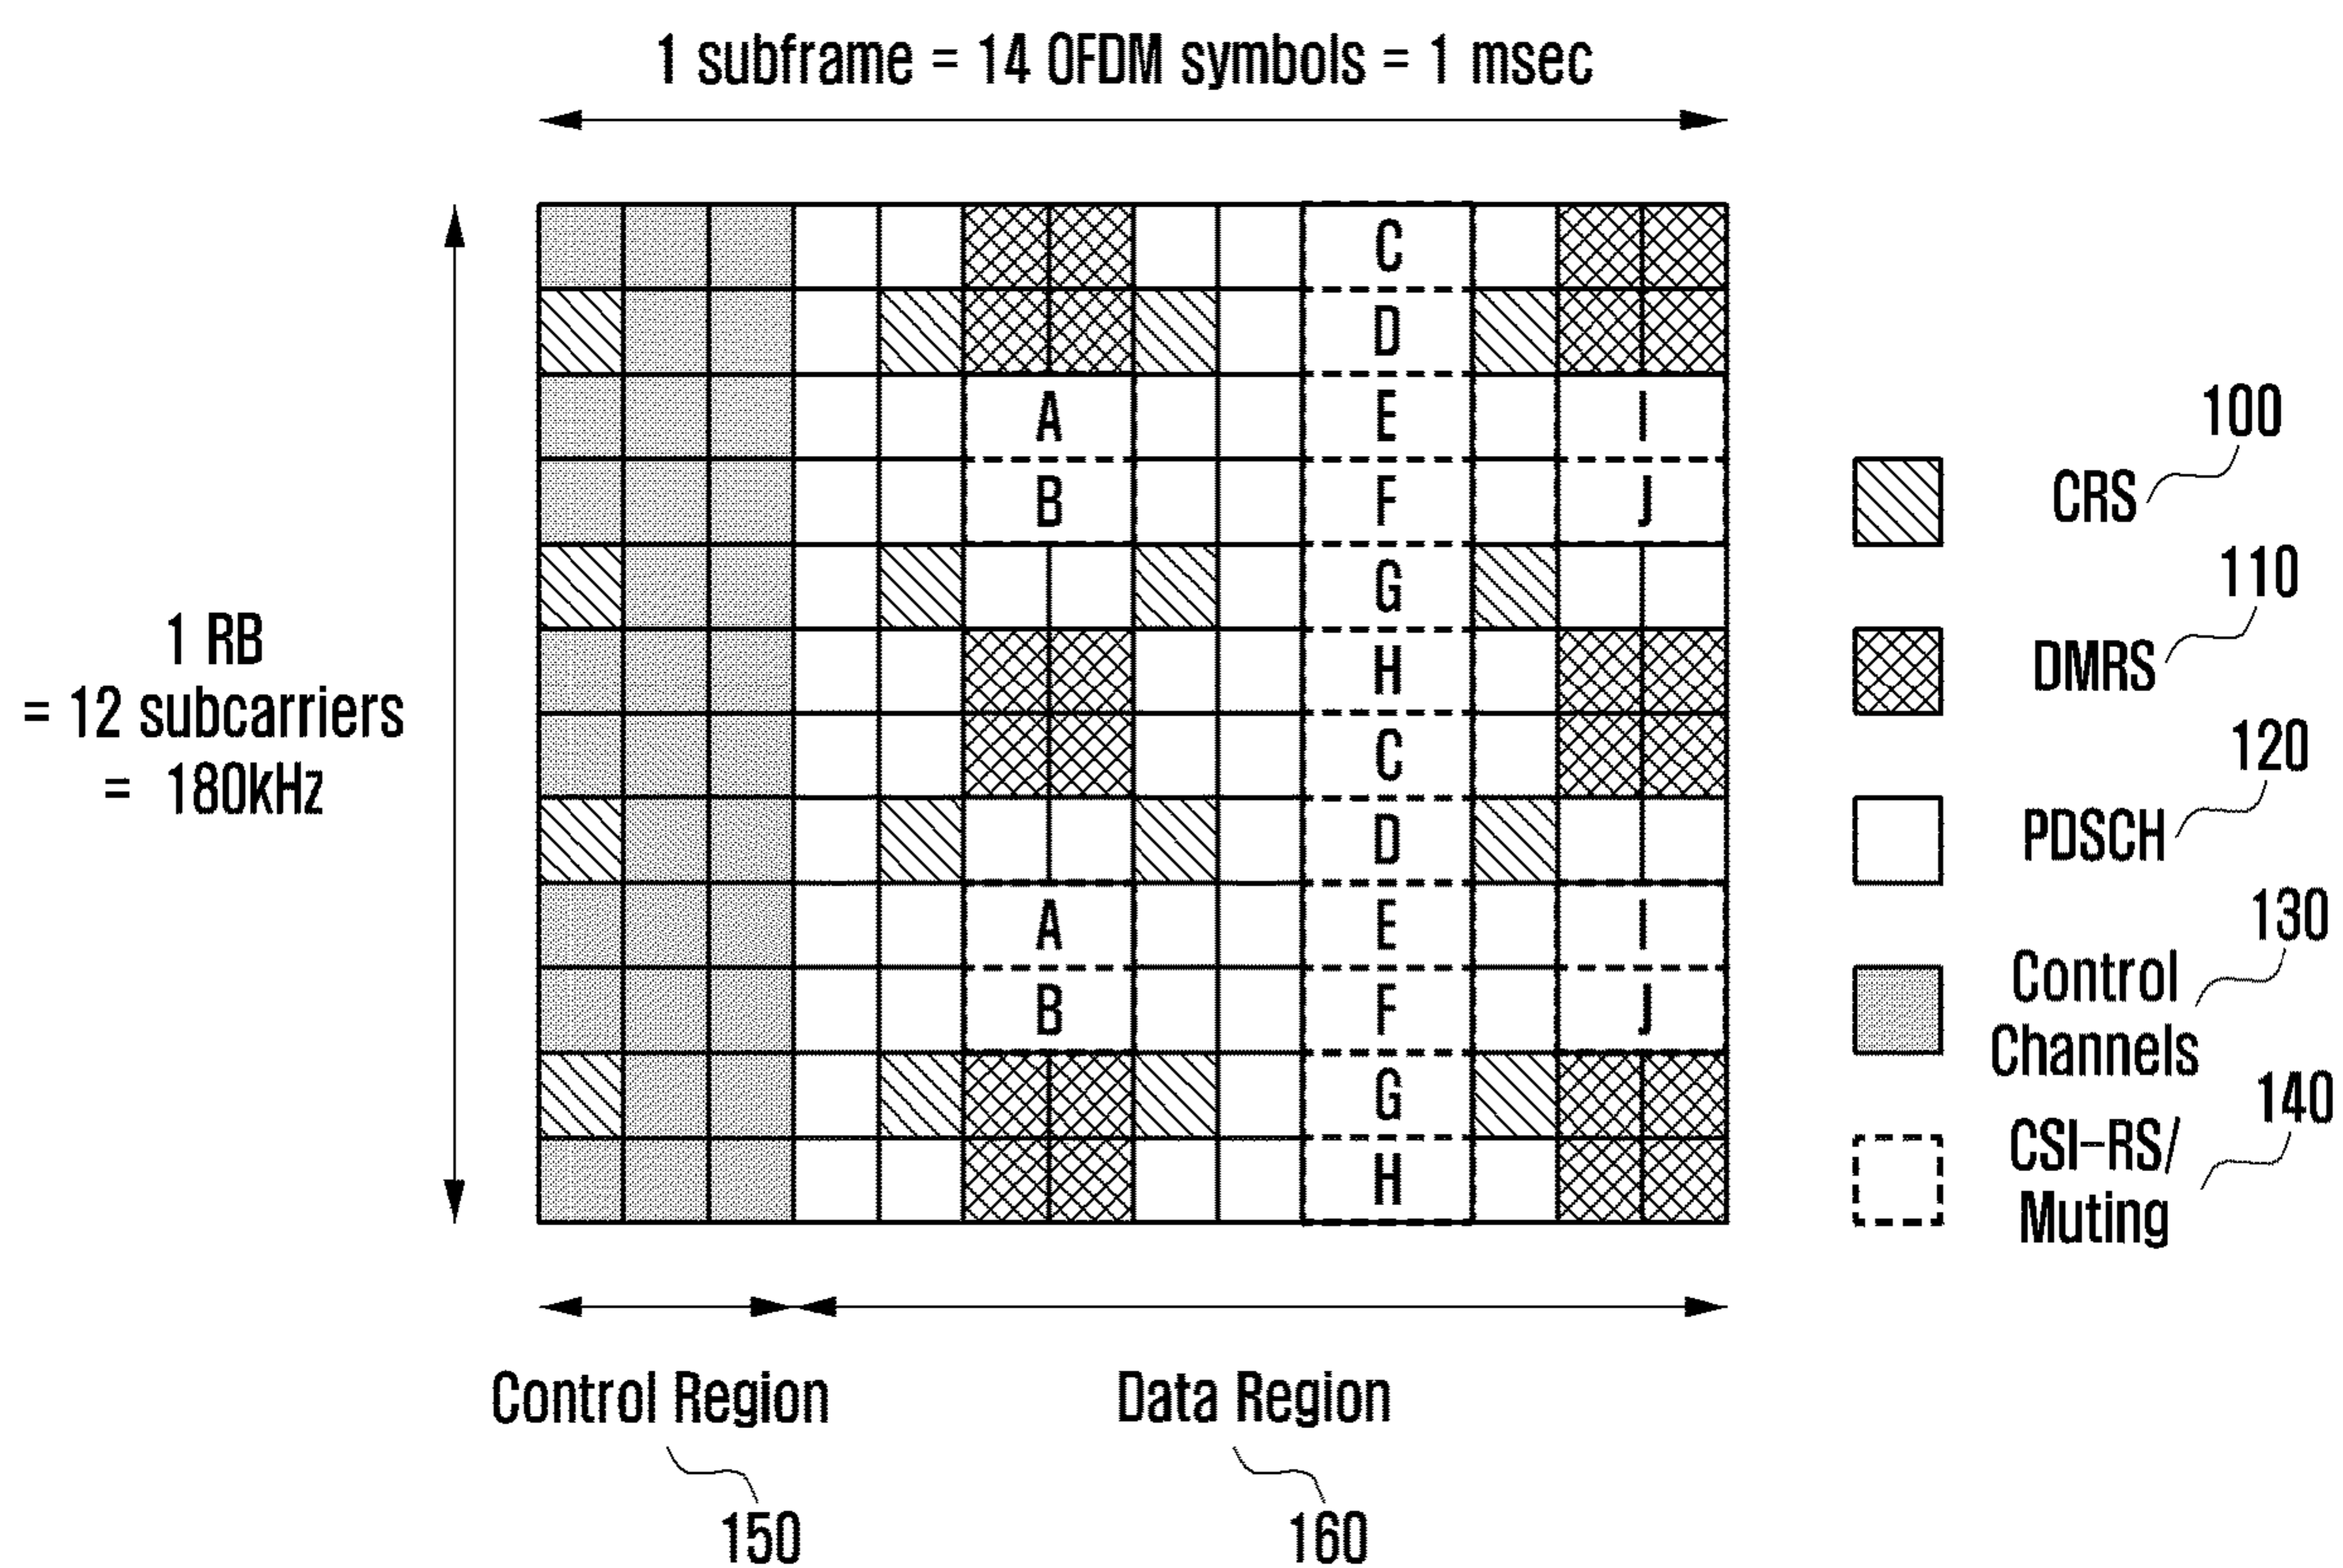 1 subframe = 14 OFDM symbols = 1 msec
C
D
A E I
B F J
G
H
C
D
A E I
B F J
G
H
1 RB
= 12 subcarriers
= 180kHz
100
CRS
110
DMRS
120
PDSCH
130
Control
Channels
140
CSI-RS/
Muting
Control Region
Data Region
150
160